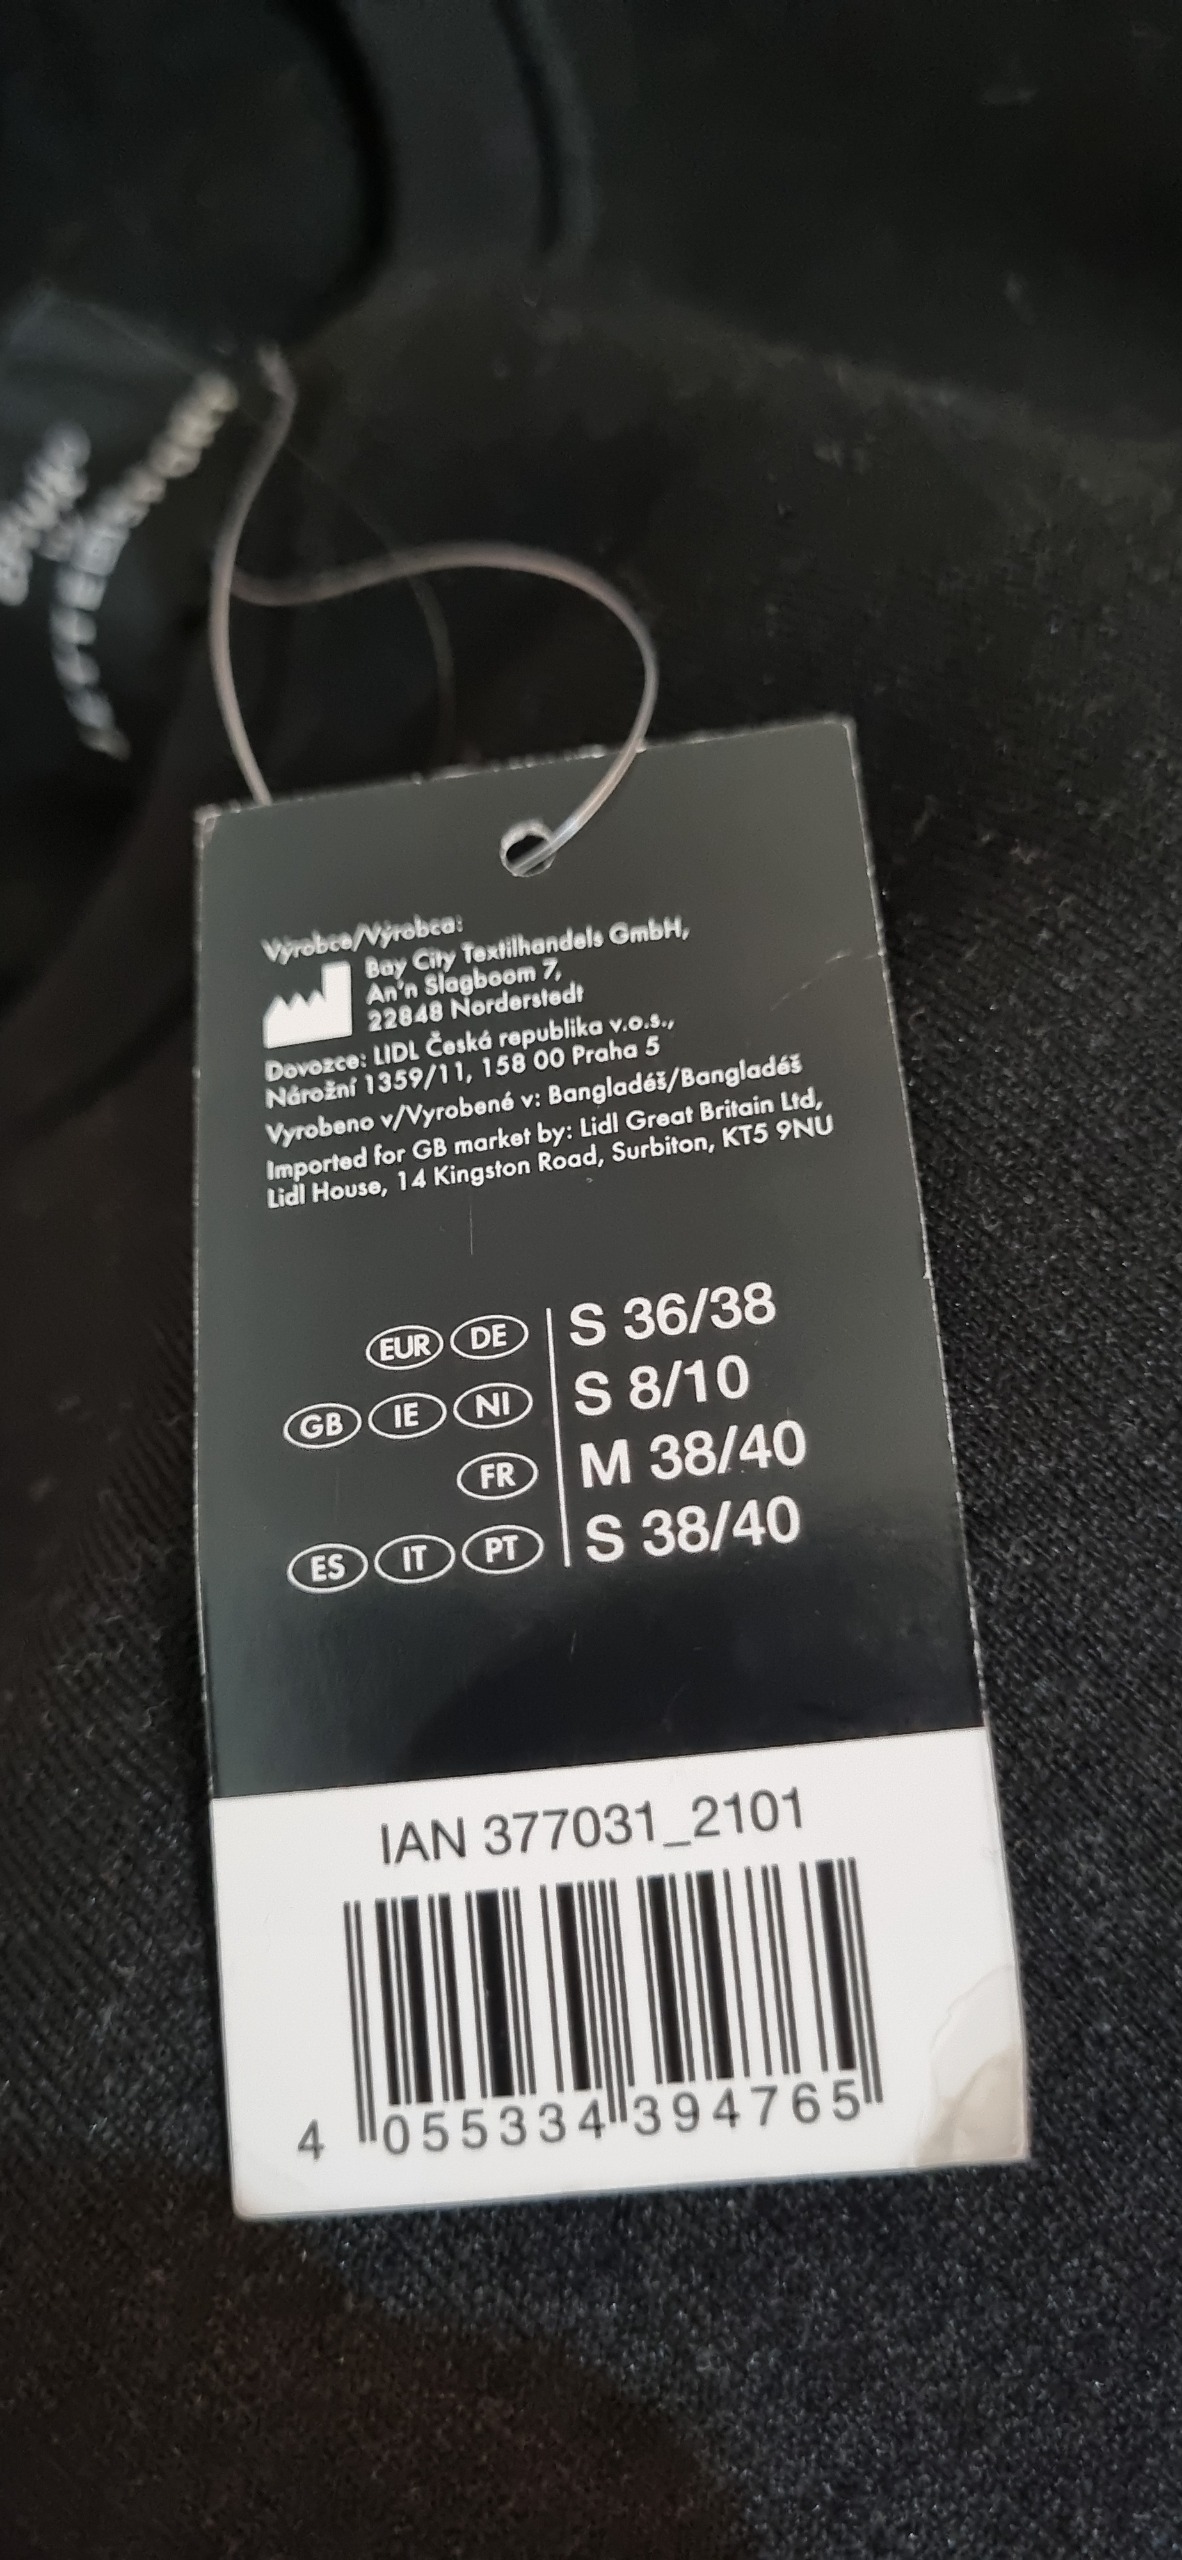 Výrobce/Výrobca:
Bay City Textilhandels GmbH,
An'n Slagboom 7,
22848 Norderstedt
Dovozce: LIDL Česká republika v.o.s.,
Nárožní 1359/11, 158 00 Praha 5
Vyrobeno v/Vyrobené v: Bangladéš/Bangladéš
Imported for GB market by: Lidl Great Britain Ltd,
Lidl House, 14 Kingston Road, Surbiton, KT5 9NU
EUR DE S 36/38
GB IE NI S 8/10
FR M 38/40
ES IT PT S 38/40
IAN 377031_2101
4 055334 394765